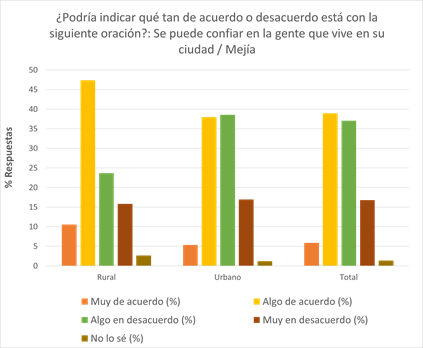 ¿Podría indicar qué tan de acuerdo o desacuerdo está con la
siguiente oración?: Se puede confiar en la gente que vive en su
ciudad / Mejía
% Respuestas
50
45
40
35
30
25
20
15
10
5
0
Rural Urbano Total
Muy de acuerdo (%) Algo de acuerdo (%)
Algo en desacuerdo (%) Muy en desacuerdo (%)
No lo sé (%)